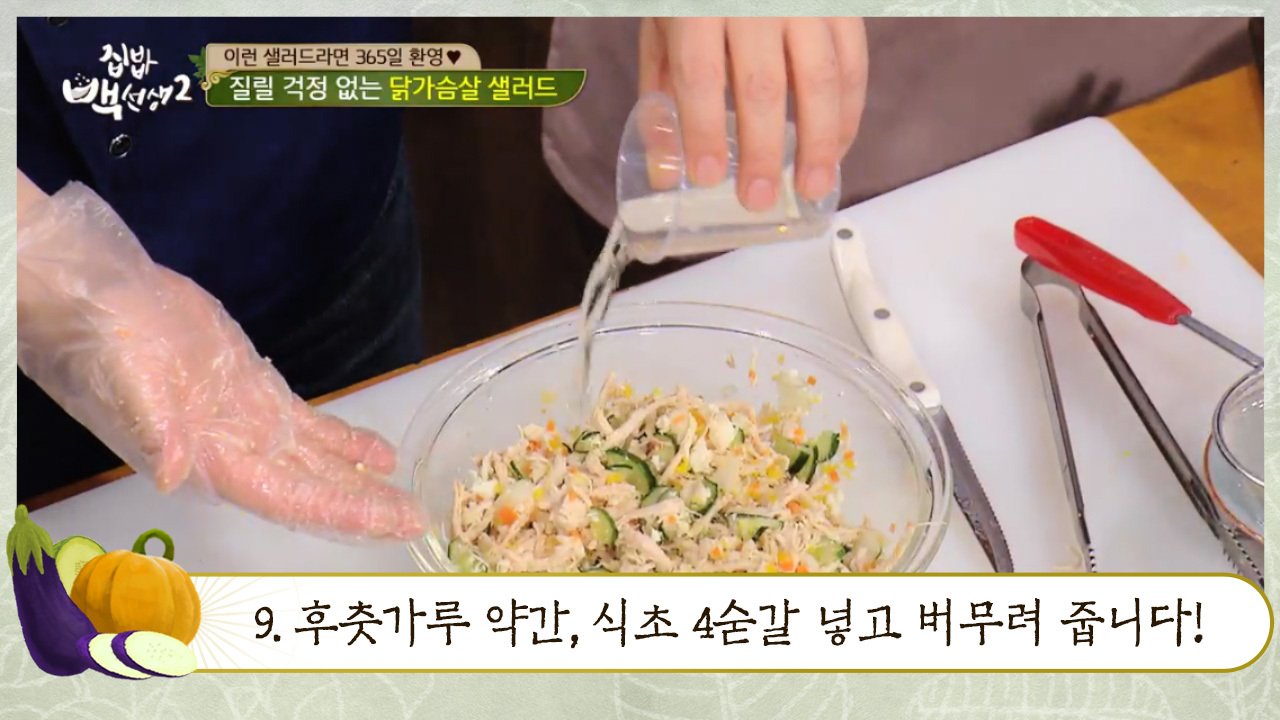 집밥
백선생2
이런 샐러드라면 365일 환영♥
질릴 걱정 없는 닭가슴살 샐러드
9. 후춧가루 약간, 식초 4숟갈 넣고 버무려 줍니다!